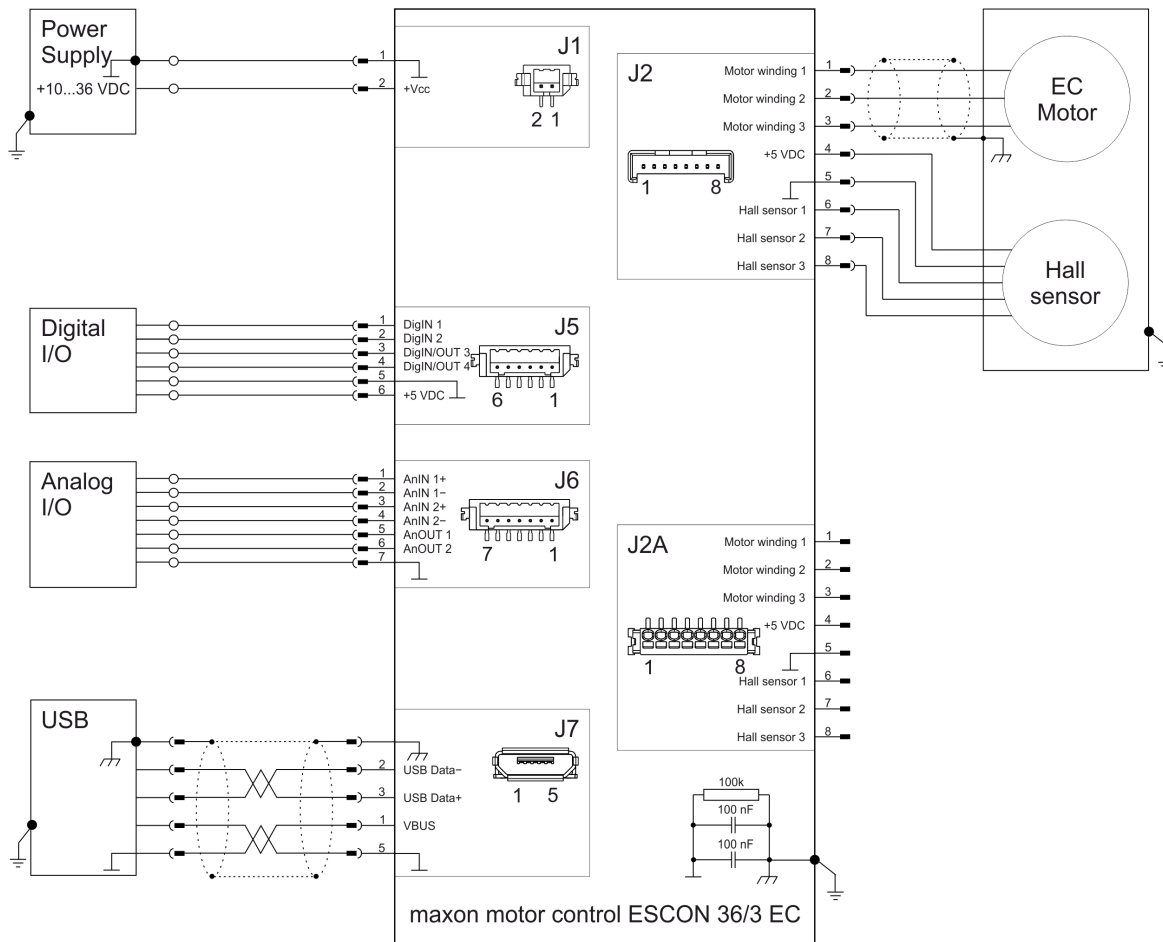 Power
Supply
+10...36 VDC
1
2
+Vcc
J1
2 1
J2
Motor winding 1
1
Motor winding 2
2
Motor winding 3
3
+5 VDC
4
5
Hall sensor 1
6
Hall sensor 2
7
Hall sensor 3
8
1 8
EC
Motor
Hall
sensor
Digital
I/O
1
DigIN 1
2
DigIN 2
3
DigIN/OUT 3
4
DigIN/OUT 4
5
6
+5 VDC
J5
6 1
Analog
I/O
1
AnIN 1+
2
AnIN 1−
3
AnIN 2+
4
AnIN 2−
5
AnOUT 1
6
AnOUT 2
7
J6
7 1
J2A
Motor winding 1
1
Motor winding 2
2
Motor winding 3
3
+5 VDC
4
5
Hall sensor 1
6
Hall sensor 2
7
Hall sensor 3
8
1 8
USB
2
USB Data−
3
USB Data+
1
VBUS
5
J7
1 5
100k
100 nF
100 nF
maxon motor control ESCON 36/3 EC